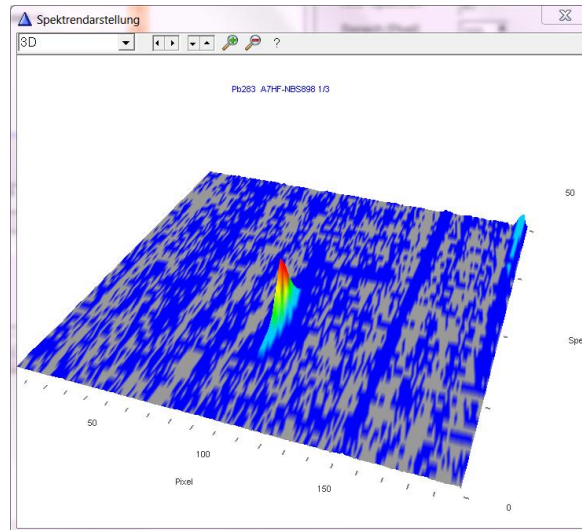 Spektrendarstellung
3D
?
Pb283 A7HF-NBS898 1/3
50
Spe
50
100
Pixel
150
0